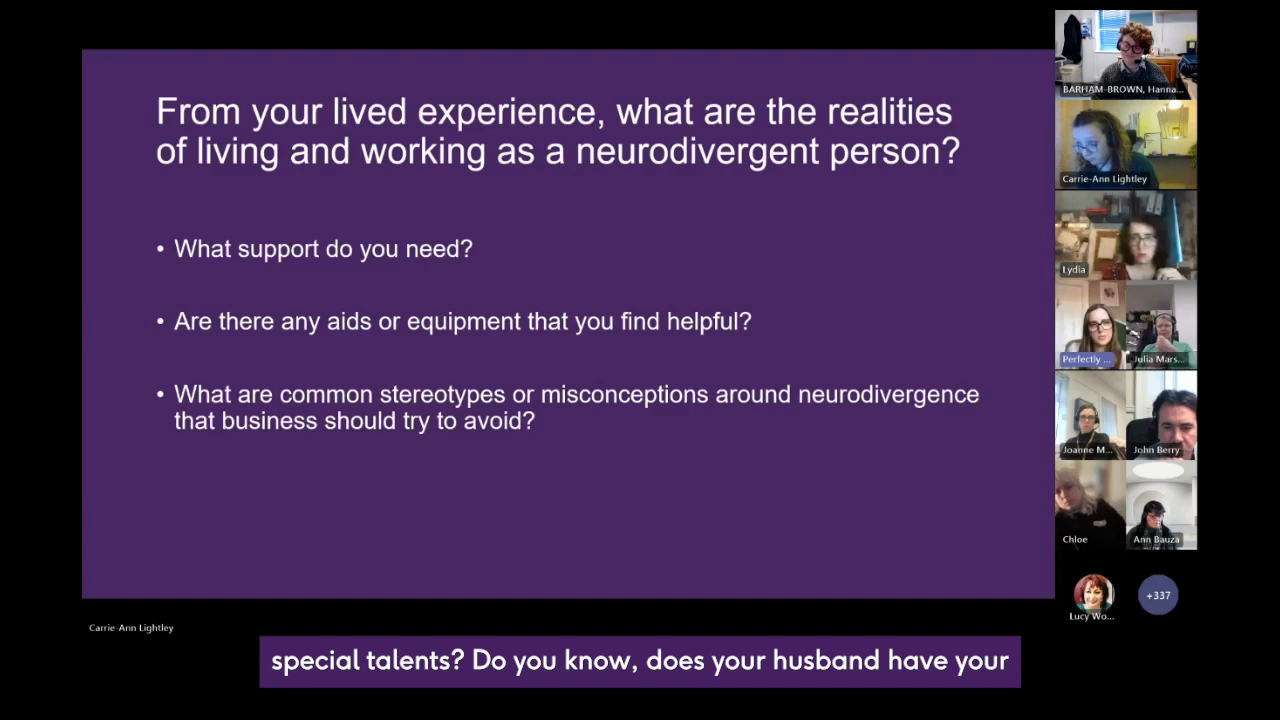 From your lived experience, what are the realities
of living and working as a neurodivergent person?
• What support do you need?
• Are there any aids or equipment that you find helpful?
• What are common stereotypes or misconceptions around neurodivergence
that business should try to avoid?
BARHAM-BROWN, Hanna...
Carrie-Ann Lightley
Lydia
Perfectly ...
Julia Mars...
Joanne M...
John Berry
Chloe
Ann Bauza
Lucy Wo...
+337
Carrie-Ann Lightley
special talents? Do you know, does your husband have your